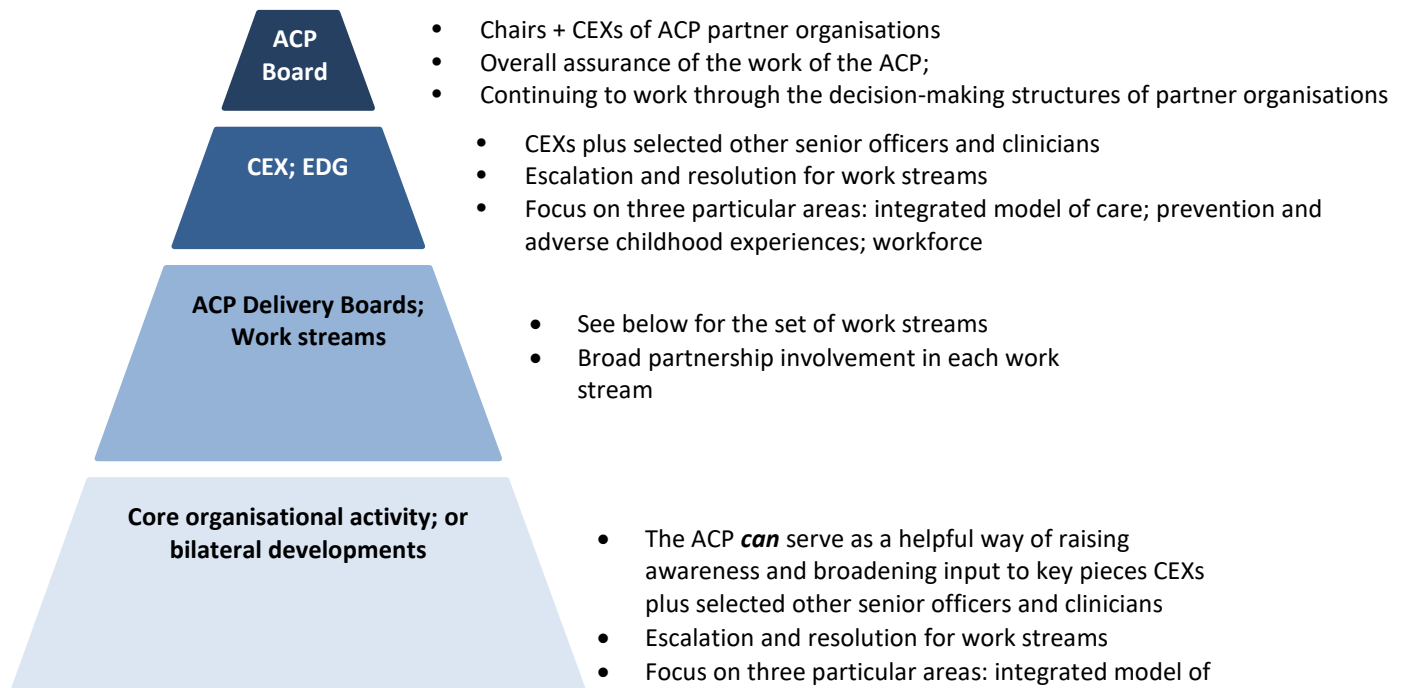 ACP
Board
• Chairs + CEXs of ACP partner organisations
• Overall assurance of the work of the ACP;
• Continuing to work through the decision-making structures of partner organisations
CEX; EDG
• CEXs plus selected other senior officers and clinicians
• Escalation and resolution for work streams
• Focus on three particular areas: integrated model of care; prevention and
adverse childhood experiences; workforce
ACP Delivery Boards;
Work streams
• See below for the set of work streams
• Broad partnership involvement in each work
stream
Core organisational activity; or
bilateral developments
• The ACP can serve as a helpful way of raising
awareness and broadening input to key pieces CEXs
plus selected other senior officers and clinicians
• Escalation and resolution for work streams
• Focus on three particular areas: integrated model of